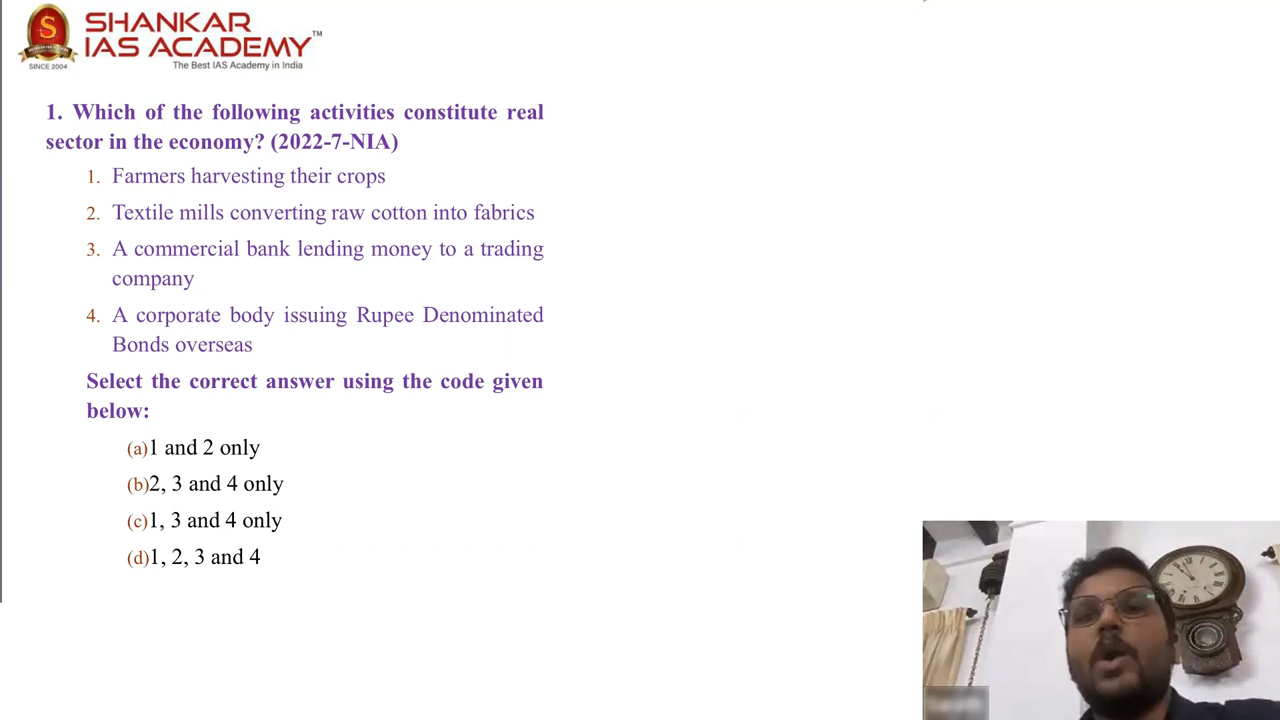 SHANKAR
IAS ACADEMY™
The Best IAS Academy in India
S
SINCE 2004
1. Which of the following activities constitute real
sector in the economy? (2022-7-NIA)
1. Farmers harvesting their crops
2. Textile mills converting raw cotton into fabrics
3. A commercial bank lending money to a trading
company
4. A corporate body issuing Rupee Denominated
Bonds overseas
Select the correct answer using the code given
below:
(a)1 and 2 only
(b)2, 3 and 4 only
(c)1, 3 and 4 only
(d)1, 2, 3 and 4